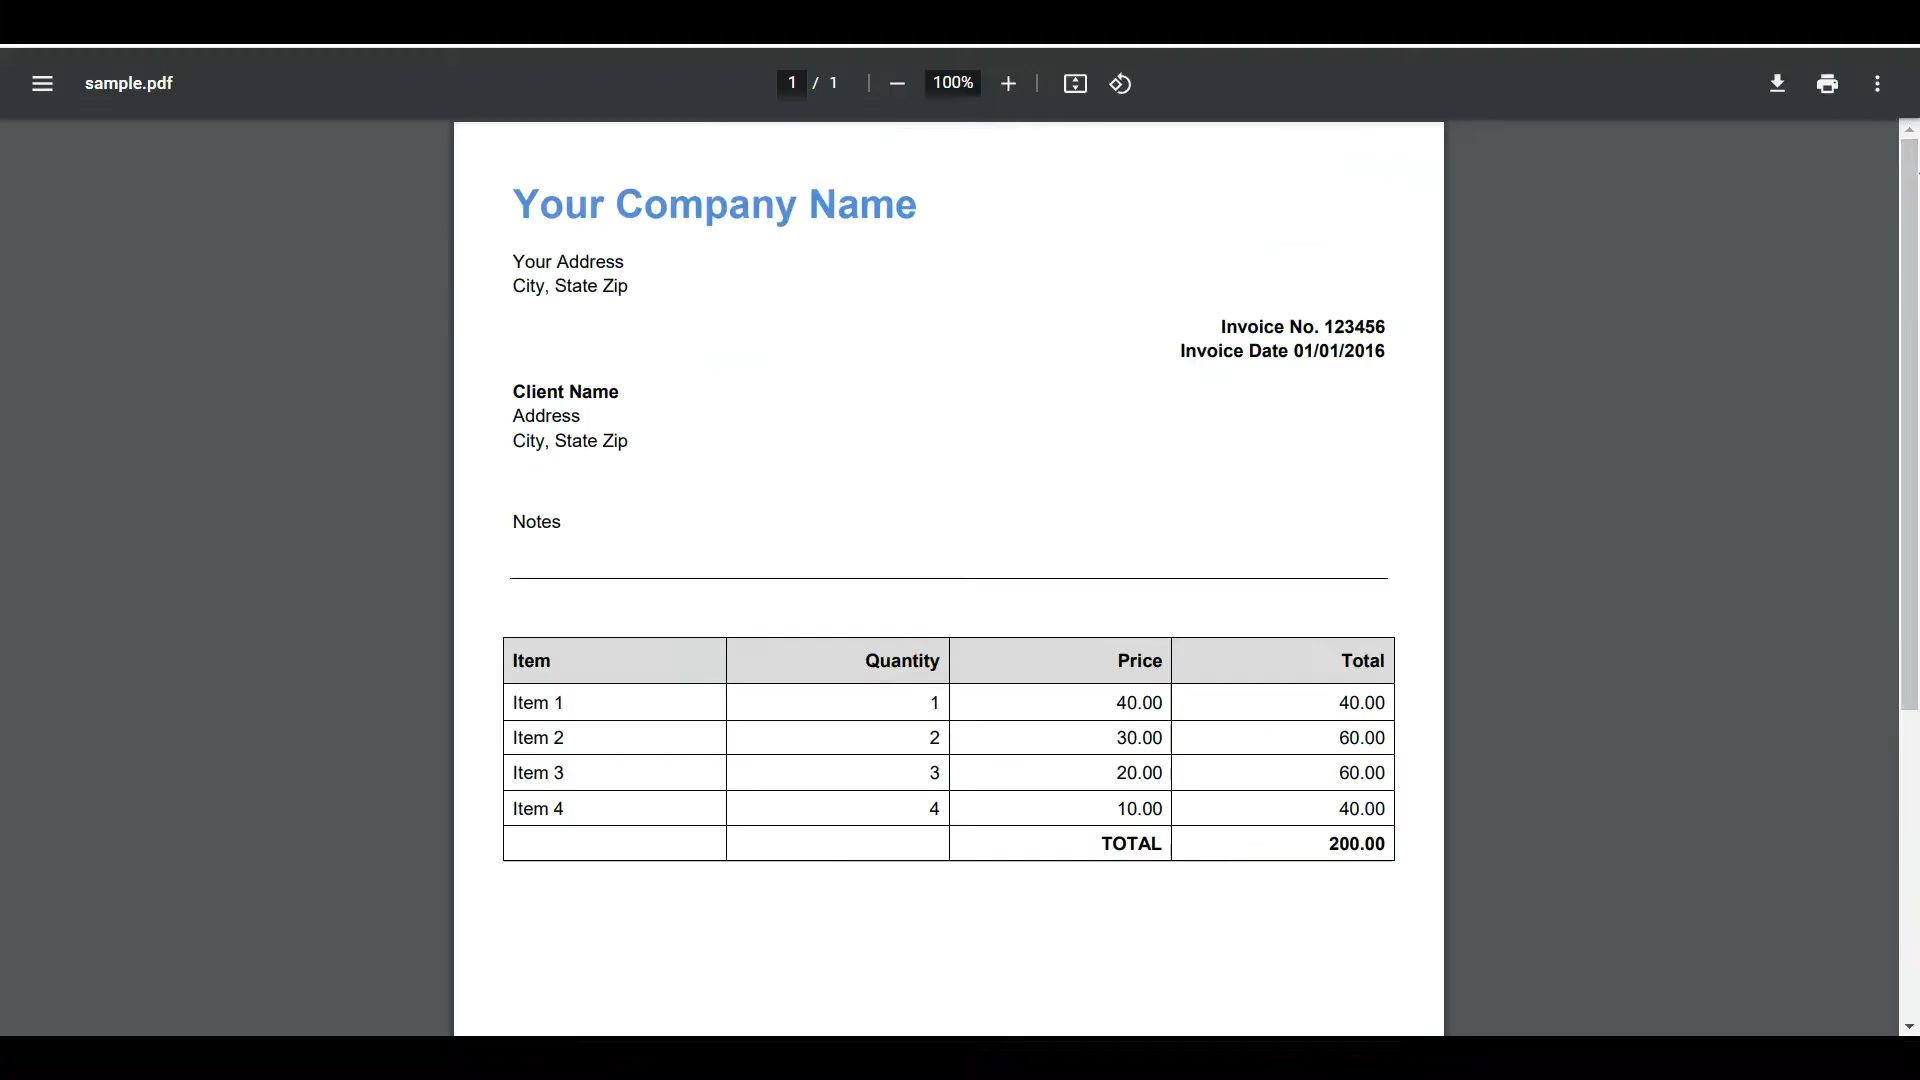 sample.pdf
1 / 1
100%
Your Company Name
Your Address
City, State Zip
Invoice No. 123456
Invoice Date 01/01/2016
Client Name
Address
City, State Zip
Notes
Item Quantity Price Total
Item 1 1 40.00 40.00
Item 2 2 30.00 60.00
Item 3 3 20.00 60.00
Item 4 4 10.00 40.00
TOTAL 200.00